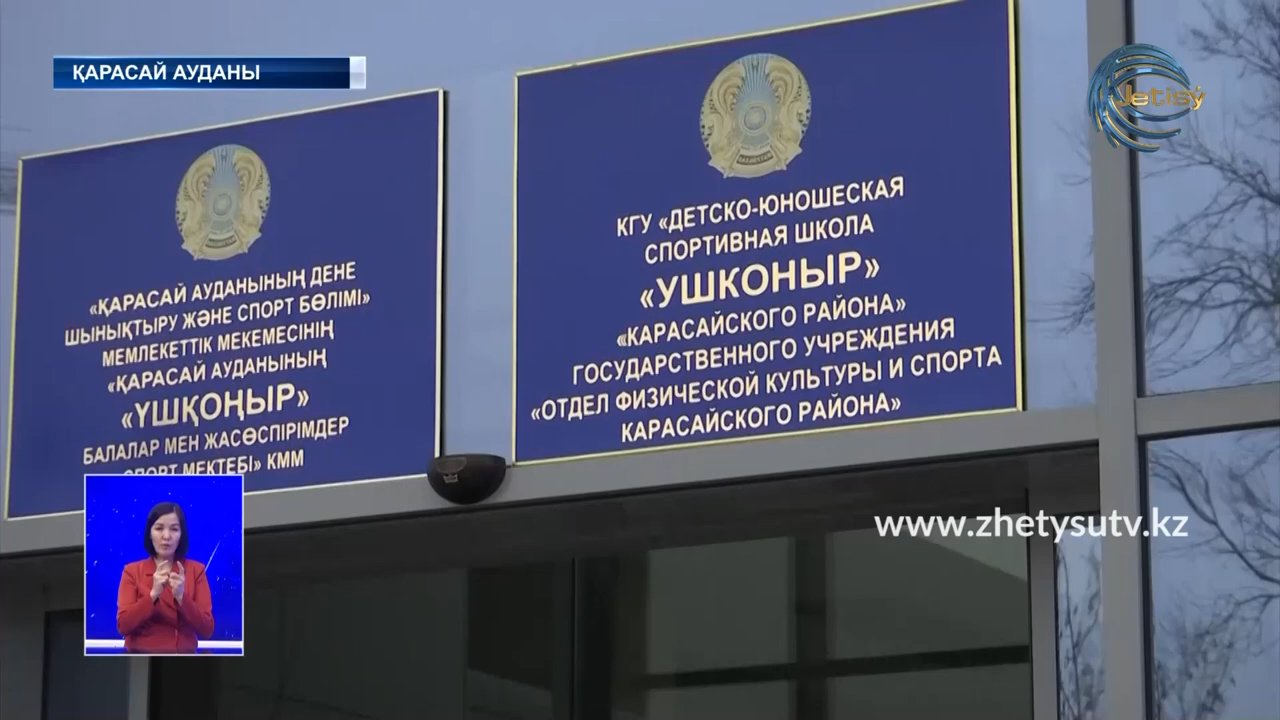 ҚАРАСАЙ АУДАНЫ
Jetisý
«ҚАРАСАЙ АУДАНЫНЫҢ ДЕНЕ
ШЫНЫҚТЫРУ ЖӘНЕ СПОРТ БӨЛІМІ»
МЕМЛЕКЕТТІК МЕКЕМЕСІНІҢ
«ҚАРАСАЙ АУДАНЫНЫҢ
«ҮШҚОҢЫР»
БАЛАЛАР МЕН ЖАСӨСПІРІМДЕР
СПОРТ МЕКТЕБІ» КММ
КГУ «ДЕТСКО-ЮНОШЕСКАЯ
СПОРТИВНАЯ ШКОЛА
«УШКОНЫР»
«КАРАСАЙСКОГО РАЙОНА»
ГОСУДАРСТВЕННОГО УЧРЕЖДЕНИЯ
«ОТДЕЛ ФИЗИЧЕСКОЙ КУЛЬТУРЫ И СПОРТА
КАРАСАЙСКОГО РАЙОНА»
www.zhetysutv.kz